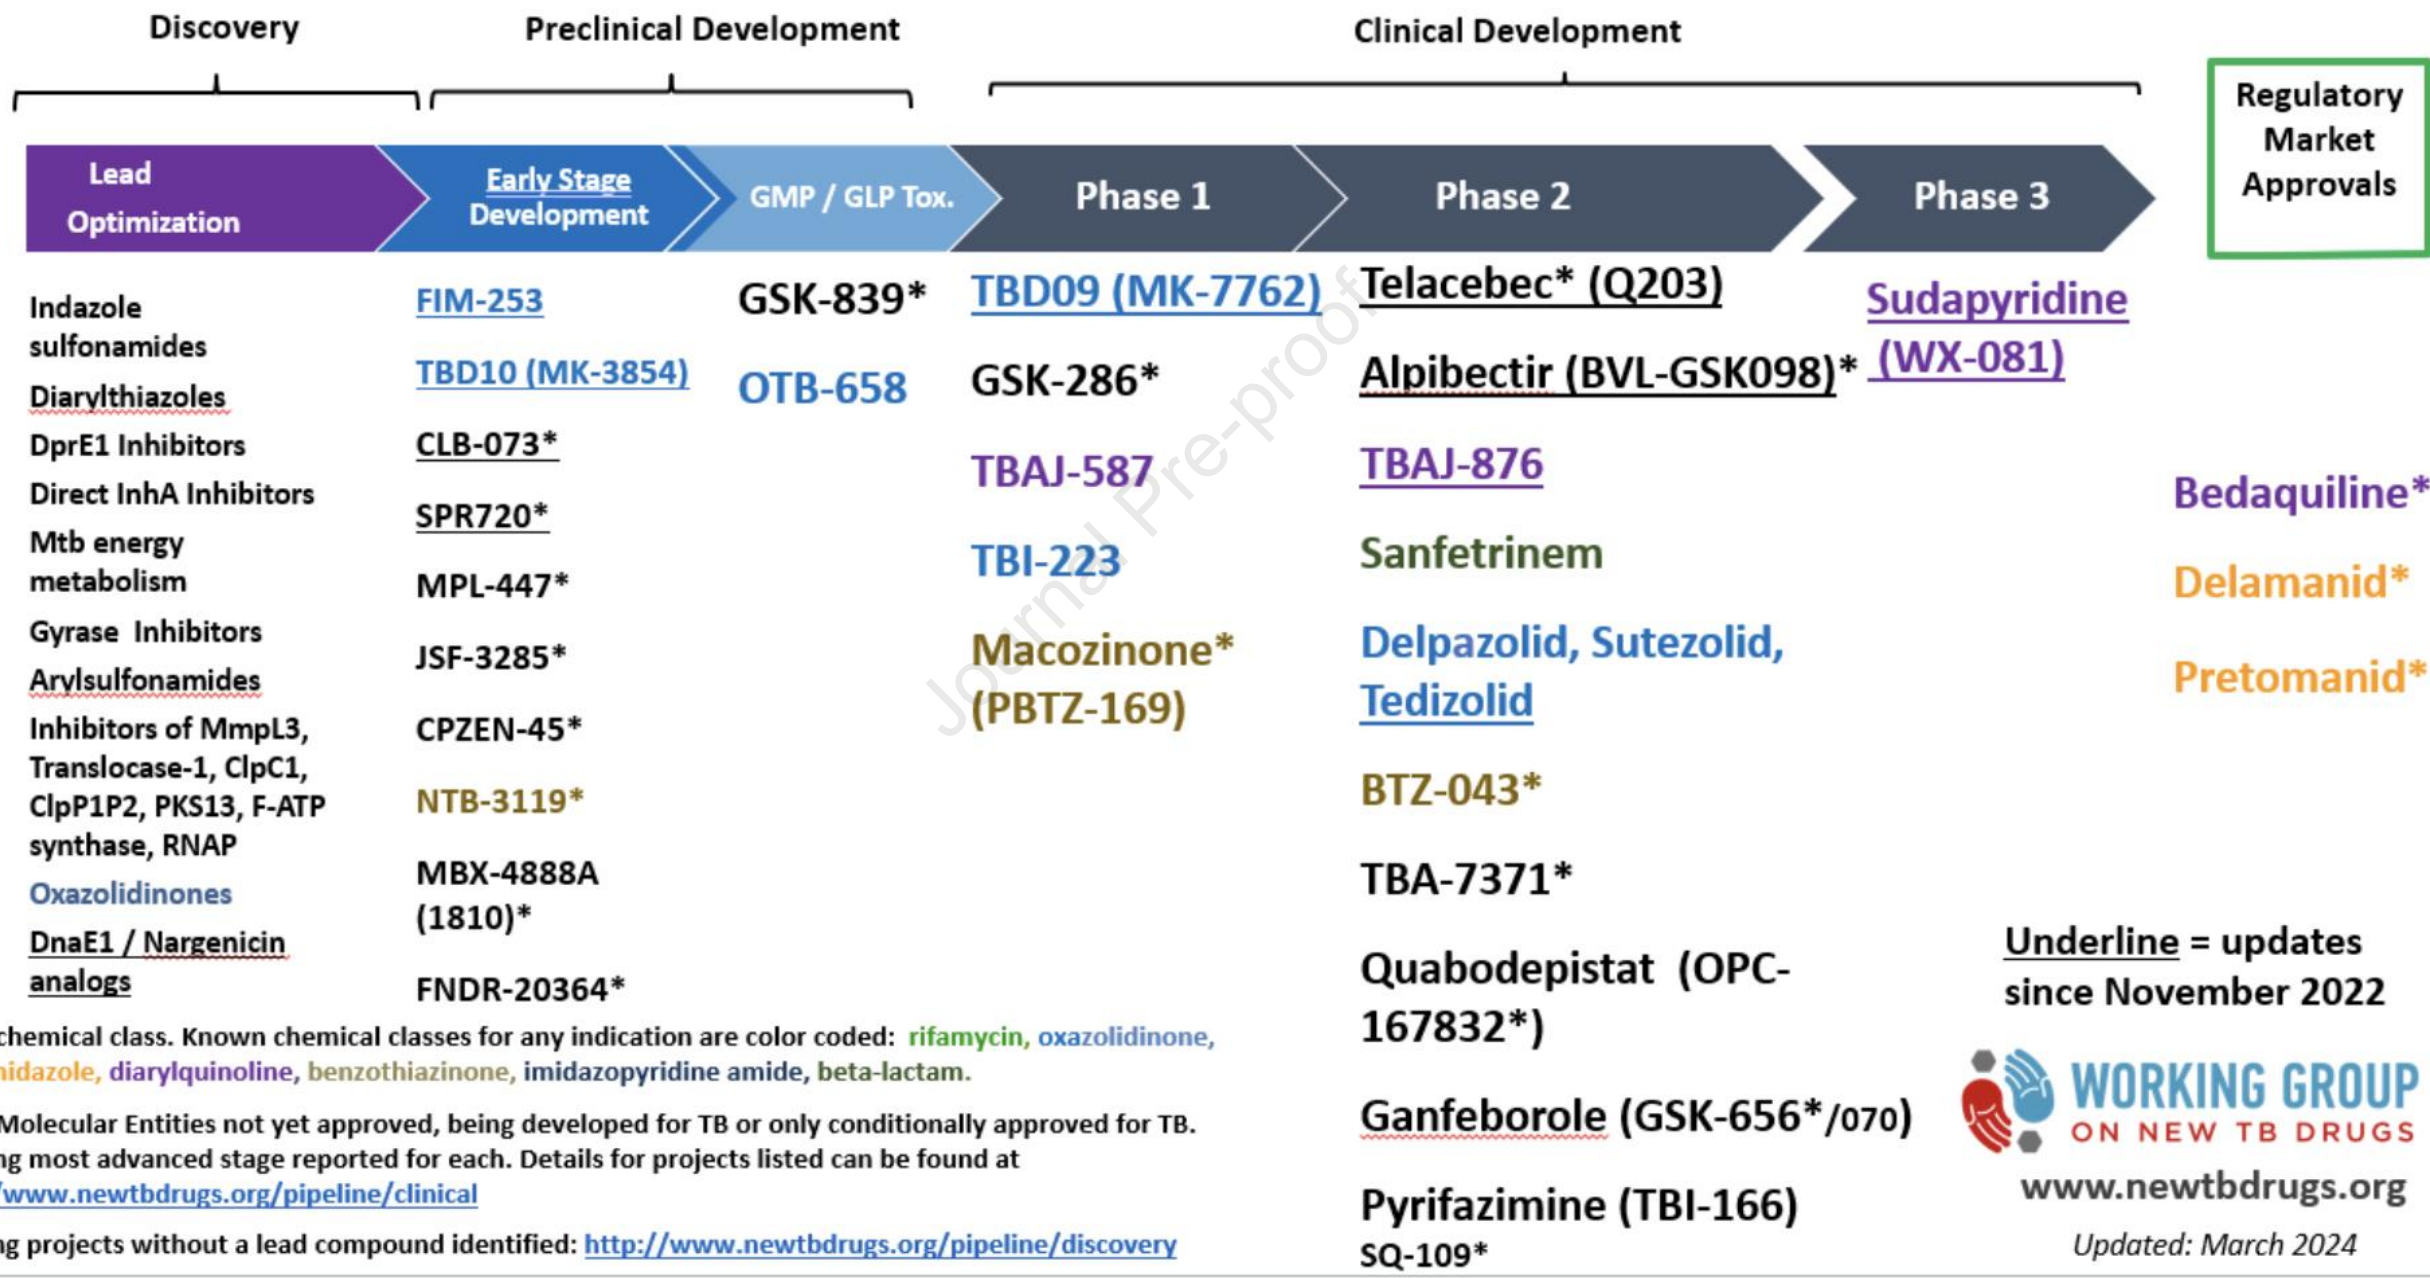 Discovery
Preclinical Development
Clinical Development
Regulatory
Market
Approvals
Lead
Optimization
Early Stage
Development
GMP / GLP Tox.
Phase 1
Phase 2
Phase 3
Indazole
sulfonamides
Diarylthiazoles
DprE1 Inhibitors
Direct InhA Inhibitors
Mtb energy
metabolism
Gyrase Inhibitors
Arylsulfonamides
Inhibitors of MmpL3,
Translocase-1, ClpC1,
ClpP1P2, PKS13, F-ATP
synthase, RNAP
Oxazolidinones
DnaE1 / Nargenicin
analogs
FIM-253
TBD10 (MK-3854)
CLB-073*
SPR720*
MPL-447*
JSF-3285*
CPZEN-45*
NTB-3119*
MBX-4888A
(1810)*
FNDR-20364*
GSK-839*
OTB-658
TBD09 (MK-7762)
GSK-286*
TBAJ-587
TBI-223
Macozinone*
(PBTZ-169)
Telacebec* (Q203)
Alpibectir (BVL-GSK098)*
TBAJ-876
Sanfetrinem
Delpazolid, Sutezolid,
Tedizolid
BTZ-043*
TBA-7371*
Quabodepistat (OPC-
167832*)
Ganfeborole (GSK-656*/070)
Pyrifazimine (TBI-166)
SQ-109*
Sudapyridine
(WX-081)
Bedaquiline*
Delamanid*
Pretomanid*
Journal Pre-proof
Underline = updates
since November 2022
chemical class. Known chemical classes for any indication are color coded: rifamycin, oxazolidinone,
diarylquinoline, benzothiazinone, imidazopyridine amide, beta-lactam.
Molecular Entities not yet approved, being developed for TB or only conditionally approved for TB.
most advanced stage reported for each. Details for projects listed can be found at
/www.newtbdrugs.org/pipeline/clinical
projects without a lead compound identified: http://www.newtbdrugs.org/pipeline/discovery
WORKING GROUP
ON NEW TB DRUGS
www.newtbdrugs.org
Updated: March 2024